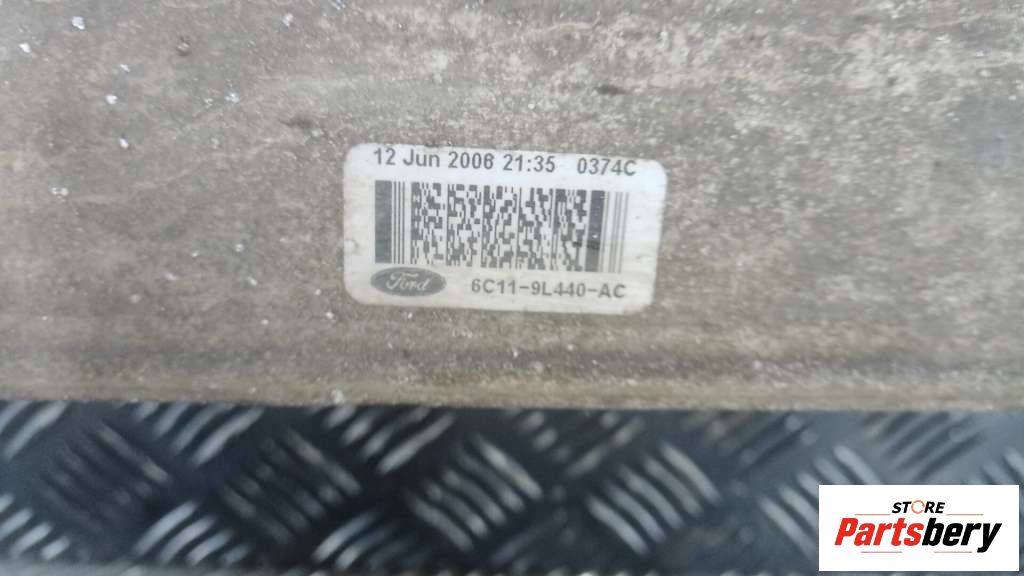 12 Jun 2006 21:35 0374C
Ford
6C11-9L440-AC
STORE
Partsbery